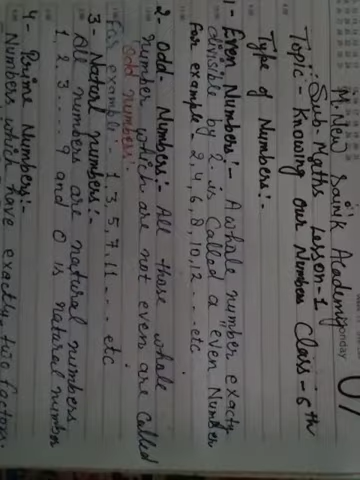 M. New Sainik Academy
Monday
07
Sub- Maths Lesson-1
Topic- Knowing our Number Class-6th
Type of Numbers:-
1- Even Numbers:- A whole number exacty
divisible by 2 is Called a "even Number
For example- 2, 4, 6, 8, 10, 12 ... etc
2- Odd- Numbers:- All those whole
number which are not even are called
"odd numbers.
For example:- 1, 3, 5, 7, 11 ... etc
3- Natural numbers:-
All numbers are natural numbers
1, 2, 3 .... 9 and 0 is natural number
4- Prime Numbers:-
Numbers which have exactly two factors.